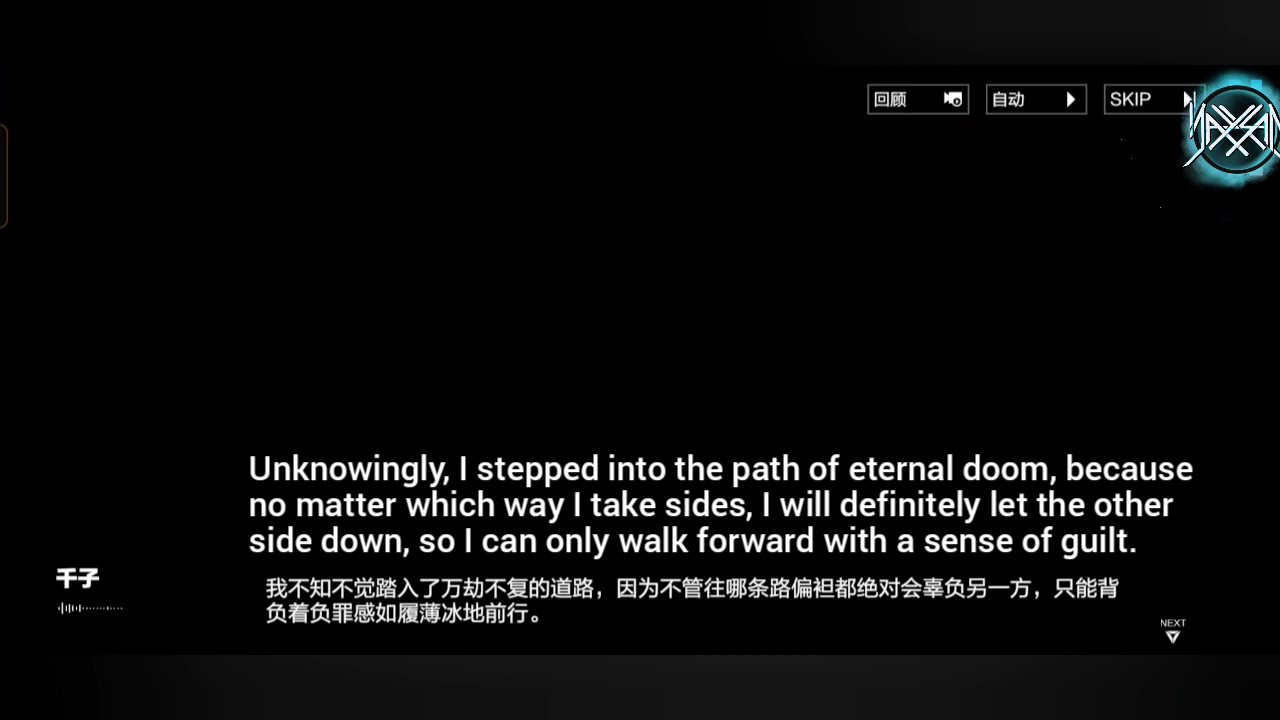 回顾
自动
SKIP
Unknowingly, I stepped into the path of eternal doom, because
no matter which way I take sides, I will definitely let the other
side down, so I can only walk forward with a sense of guilt.
千子
我不知不觉踏入了万劫不复的道路，因为不管往哪条路偏袒都绝对会辜负另一方，只能背
负着负罪感如履薄冰地前行。
NEXT